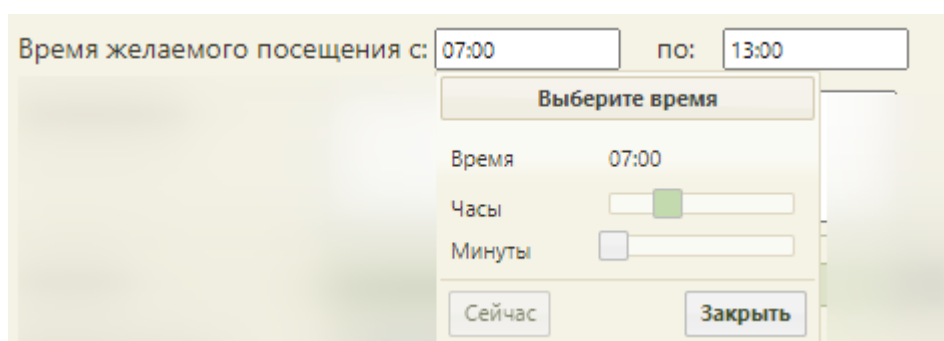 Время желаемого посещения с: 07:00 по: 13:00
Выберите время
Время 07:00
Часы
Минуты
Сейчас Закрыть